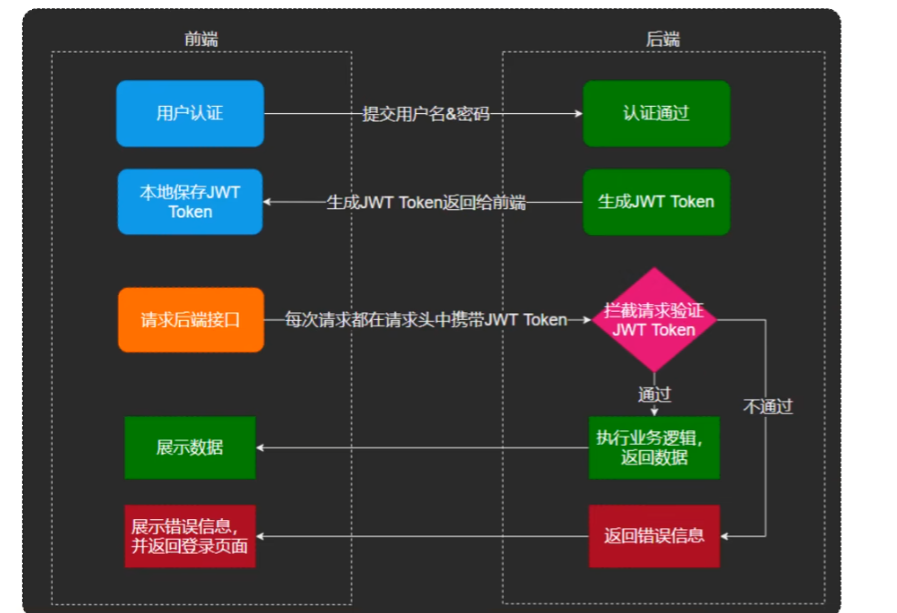 前端
后端
用户认证
提交用户名&密码
认证通过
本地保存JWT
Token
生成JWT Token返回给前端
生成JWT Token
请求后端接口
每次请求都在请求头中携带JWT Token
拦截请求验证
JWT Token
通过
不通过
展示数据
执行业务逻辑，
返回数据
展示错误信息，
并返回登录页面
返回错误信息